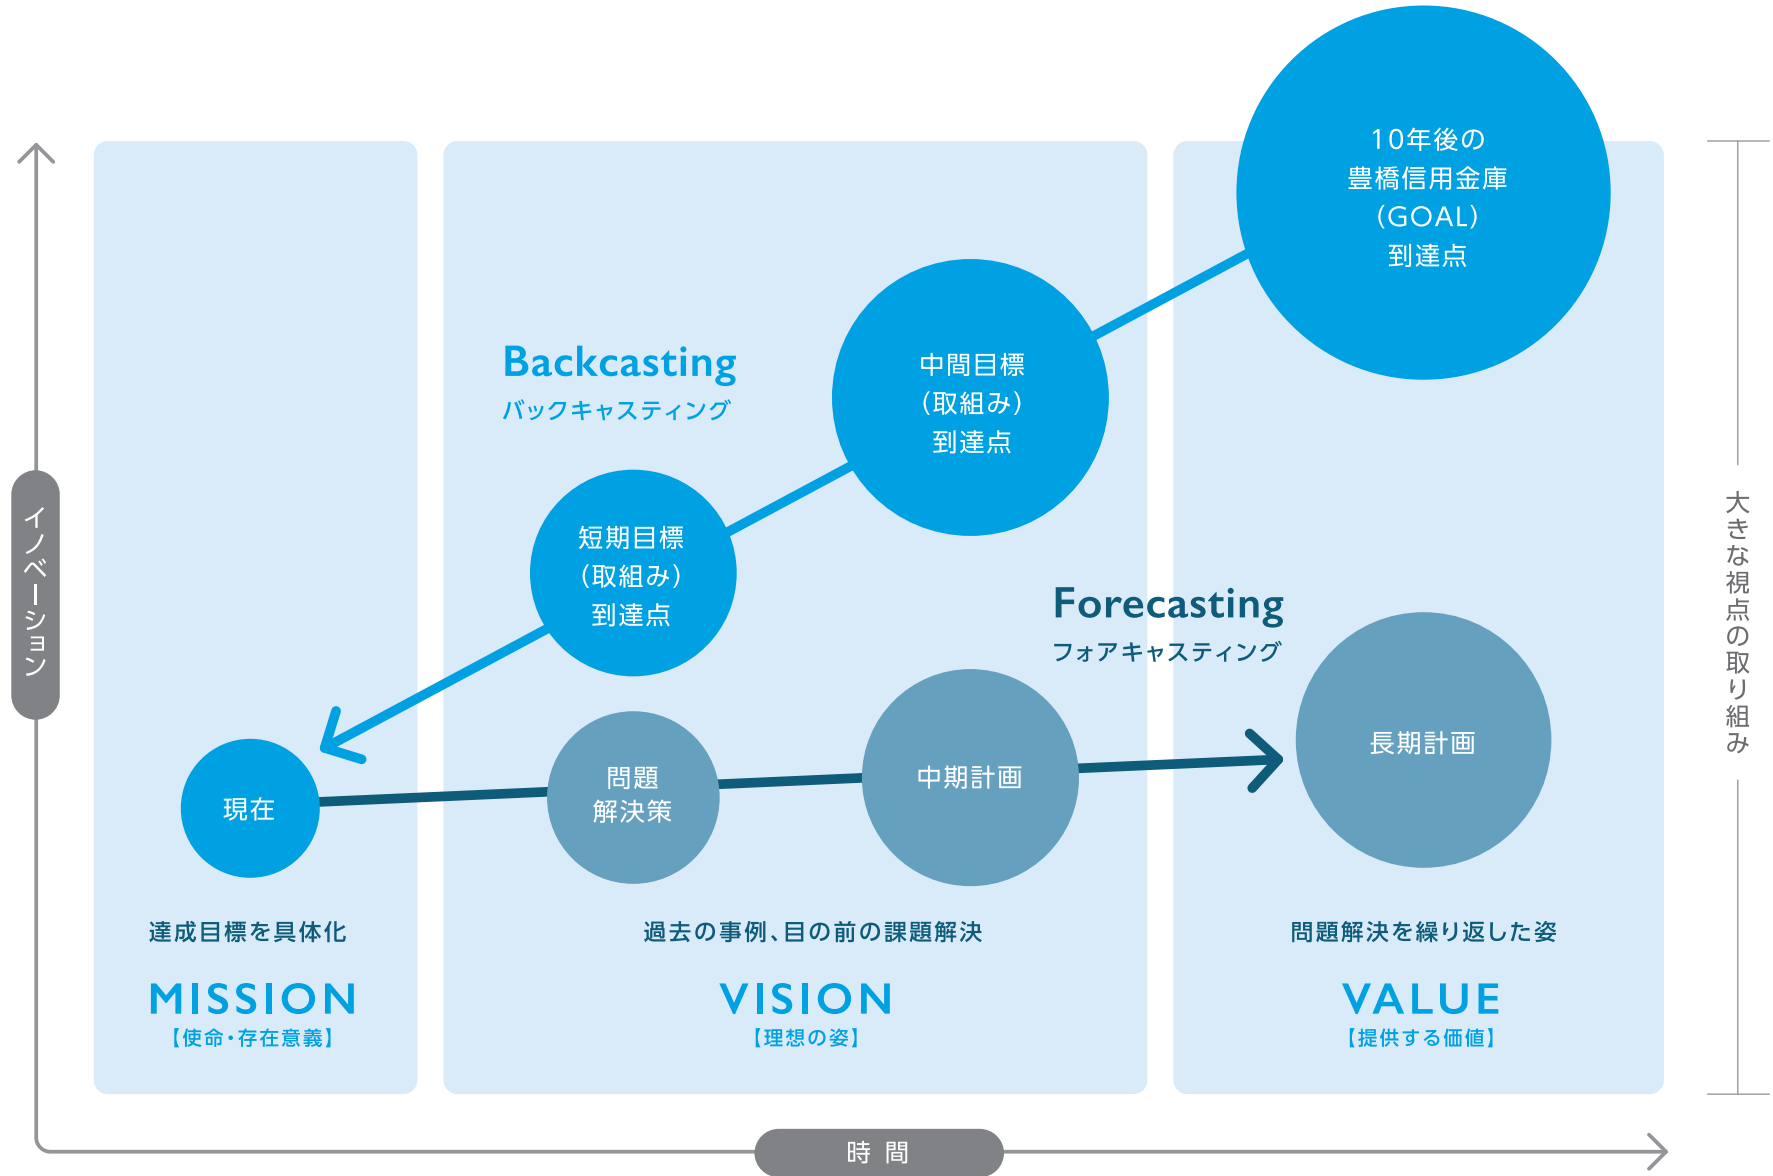 10年後の
豊橋信用金庫
(GOAL)
到達点
Backcasting
バックキャスティング
中間目標
(取組み)
到達点
短期目標
(取組み)
到達点
Forecasting
フォアキャスティング
イノベーション
大きな視点の取り組み
現在
問題
解決策
中期計画
長期計画
達成目標を具体化
MISSION
【使命・存在意義】
過去の事例、目の前の課題解決
VISION
【理想の姿】
問題解決を繰り返した姿
VALUE
【提供する価値】
時間